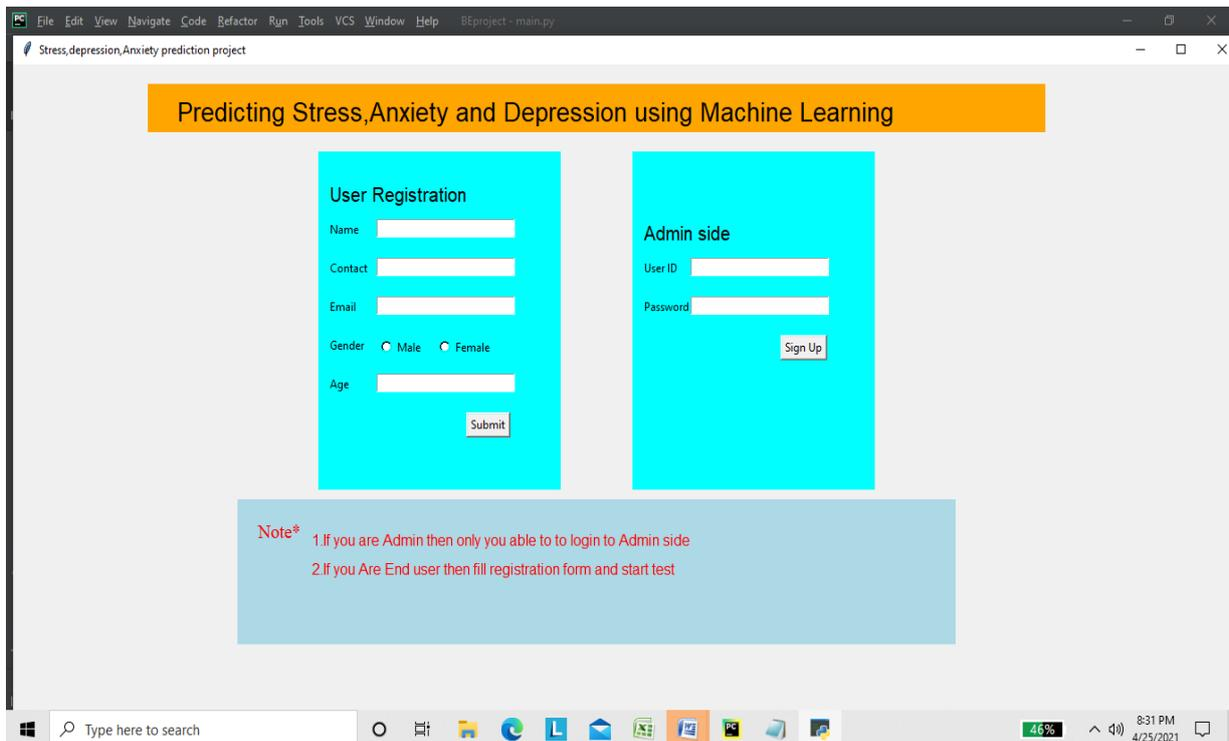 PC File Edit View Navigate Code Refactor Run Tools VCS Window Help BEproject - main.py
Stress,depression,Anxiety prediction project
Predicting Stress,Anxiety and Depression using Machine Learning
User Registration
Name
Contact
Email
Gender Male Female
Age
Submit
Admin side
User ID
Password
Sign Up
Note*
1.If you are Admin then only you able to to login to Admin side
2.If you Are End user then fill registration form and start test
Type here to search
L
PC
46%
8:31 PM
4/25/2021